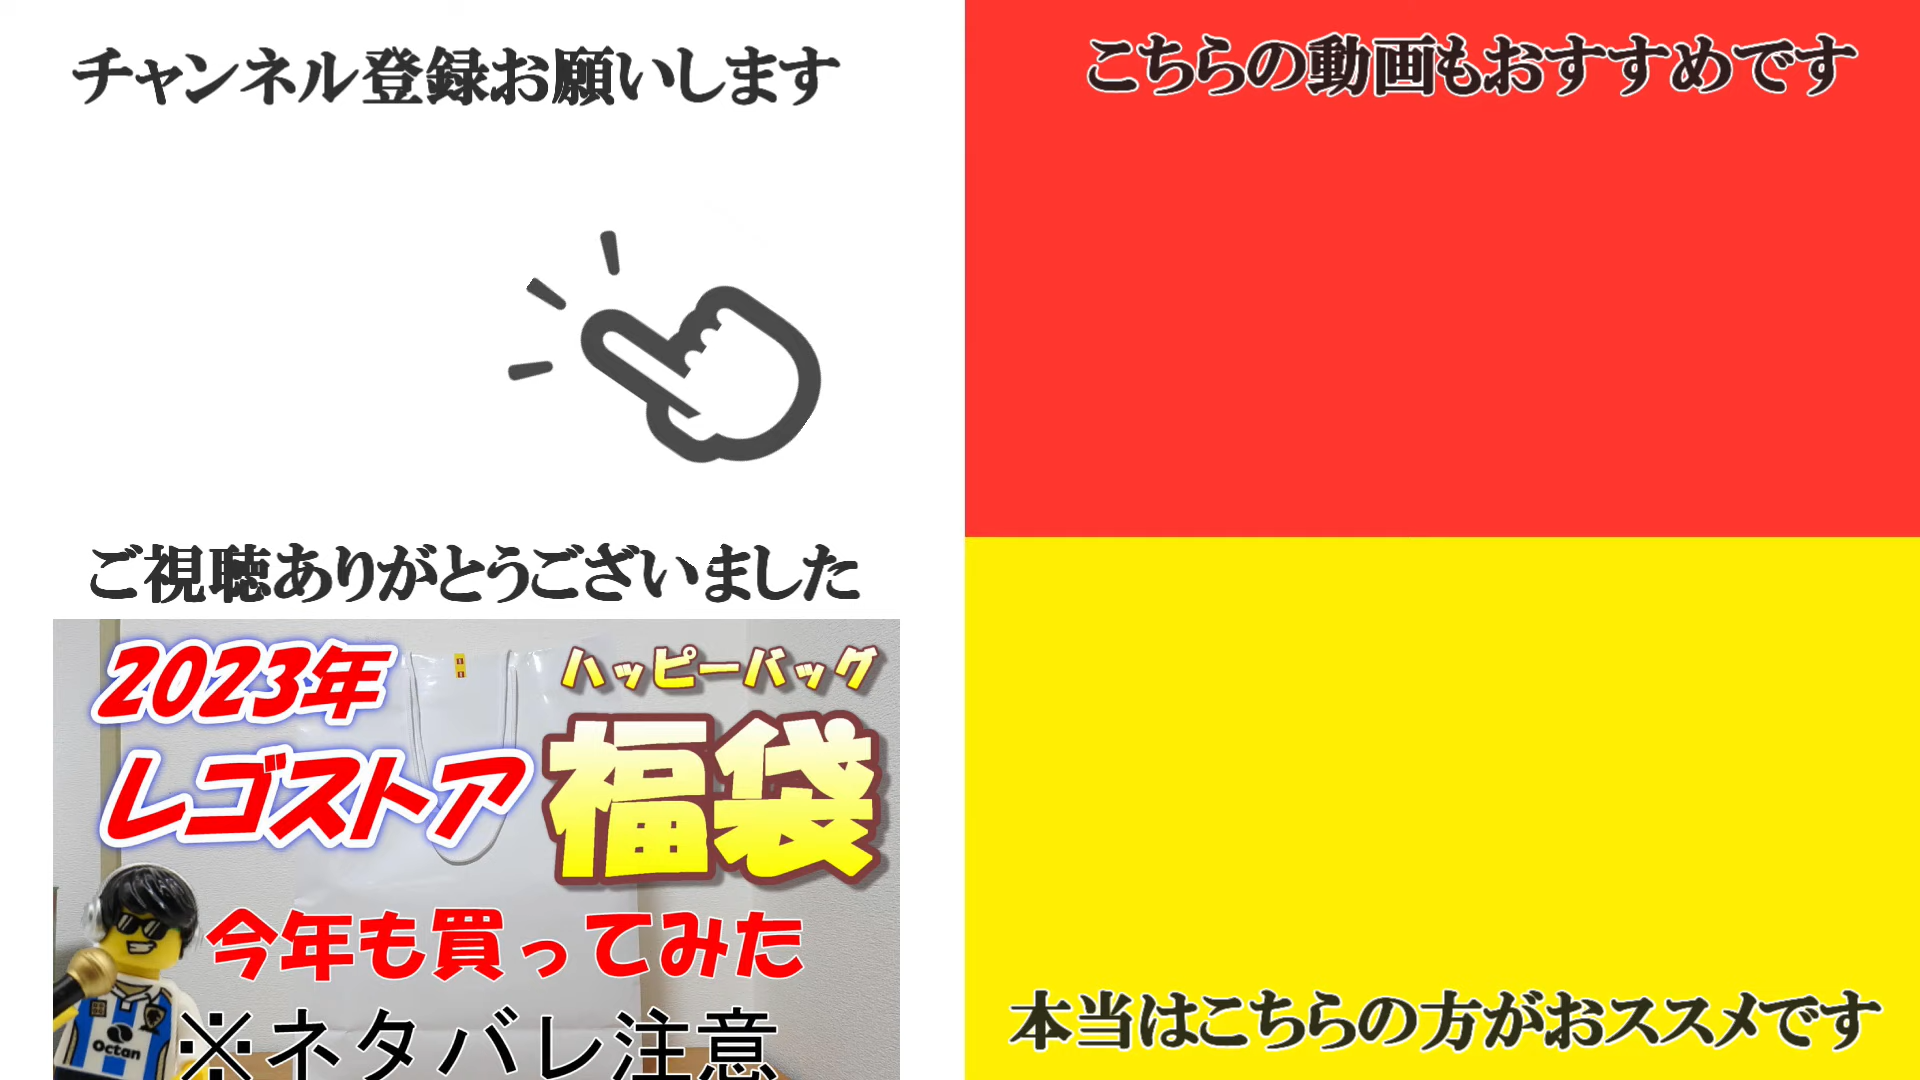 チャンネル登録お願いします
こちらの動画もおすすめです
ご視聴ありがとうございました
2023年
ハッピーバッグ
レゴストア
福袋
今年も買ってみた
Octan
※ネタバレ注意
本当はこちらの方がおススメです